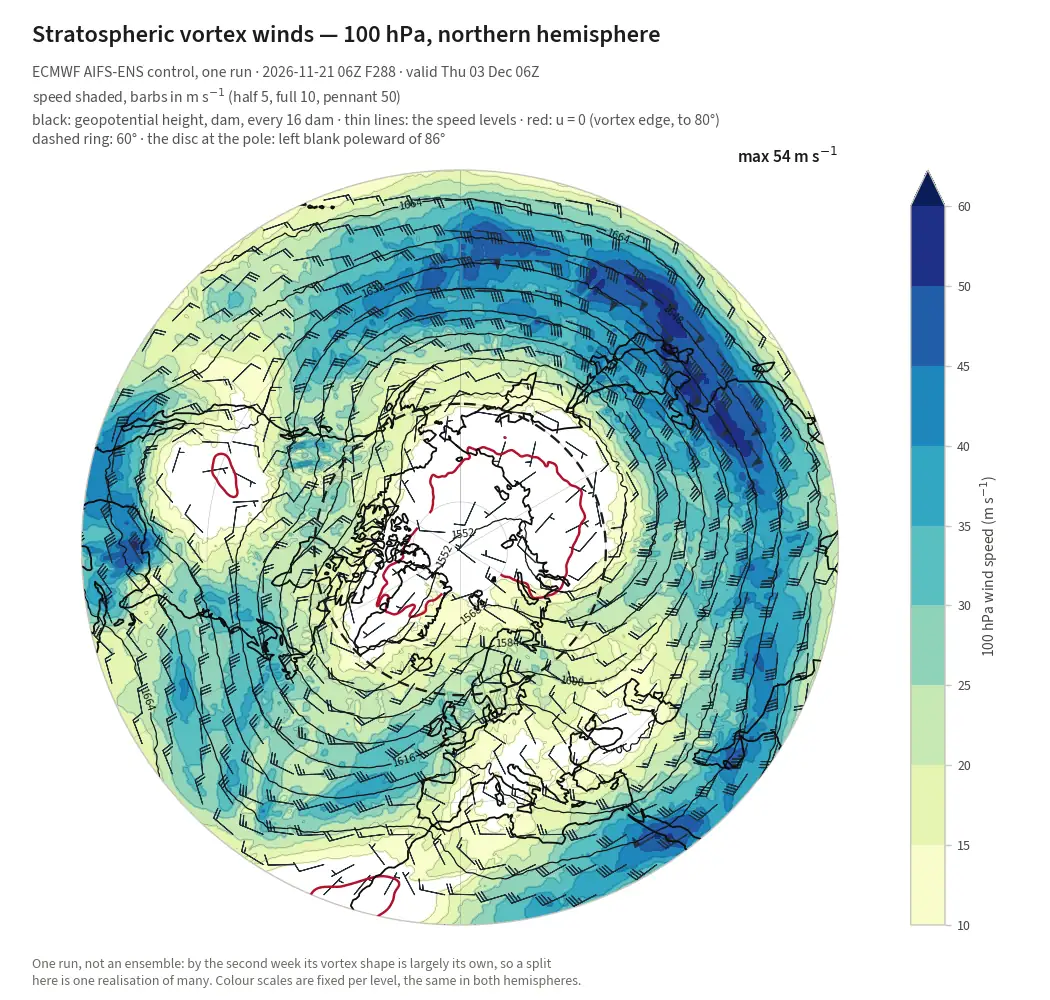 Stratospheric vortex winds — 100 hPa, northern hemisphere
ECMWF AIFS-ENS control, one run · 2026-11-21 06Z F288 · valid Thu 03 Dec 06Z
speed shaded, barbs in m s⁻¹ (half 5, full 10, pennant 50)
black: geopotential height, dam, every 16 dam · thin lines: the speed levels · red: u = 0 (vortex edge, to 80°)
dashed ring: 60° · the disc at the pole: left blank poleward of 86°
max 54 m s⁻¹
1664
1664
1552
1552
1584
1600
1664
1616
60
50
45
40
35
30
25
20
15
10
100 hPa wind speed (m s⁻¹)
One run, not an ensemble: by the second week its vortex shape is largely its own, so a split
here is one realisation of many. Colour scales are fixed per level, the same in both hemispheres.